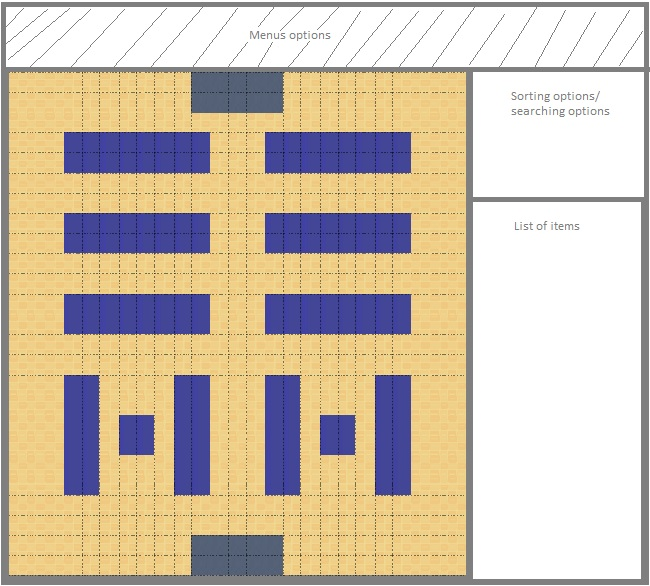 Menus options
Sorting options/
searching options
List of items